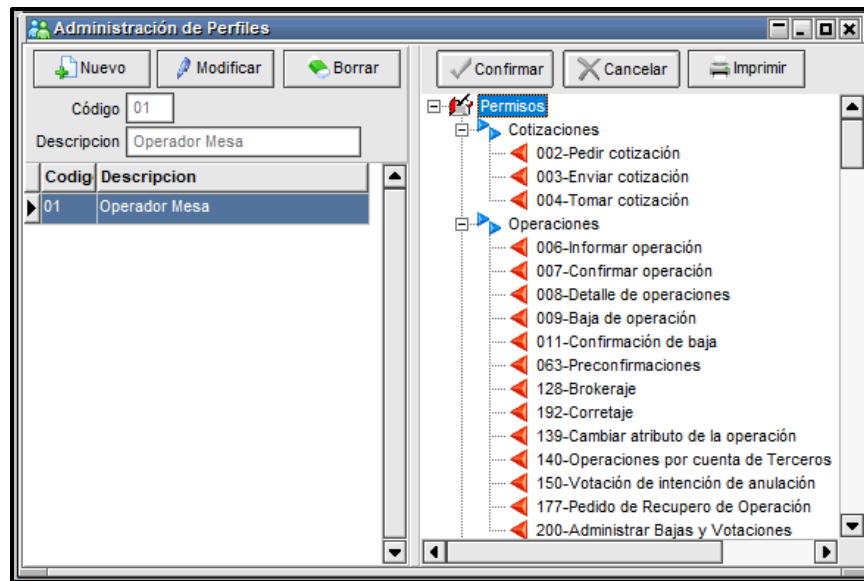 Administración de Perfiles
Nuevo Modificar Borrar
Código 01
Descripcion Operador Mesa
Codig Descripcion
01 Operador Mesa
Confirmar Cancelar Imprimir
Permisos
Cotizaciones
002-Pedir cotización
003-Enviar cotización
004-Tomar cotización
Operaciones
006-Informar operación
007-Confirmar operación
008-Detalle de operaciones
009-Baja de operación
011-Confirmación de baja
063-Preconfirmaciones
128-Brokeraje
192-Corretaje
139-Cambiar atributo de la operación
140-Operaciones por cuenta de Terceros
150-Votación de intención de anulación
177-Pedido de Recupero de Operación
200-Administrar Bajas y Votaciones